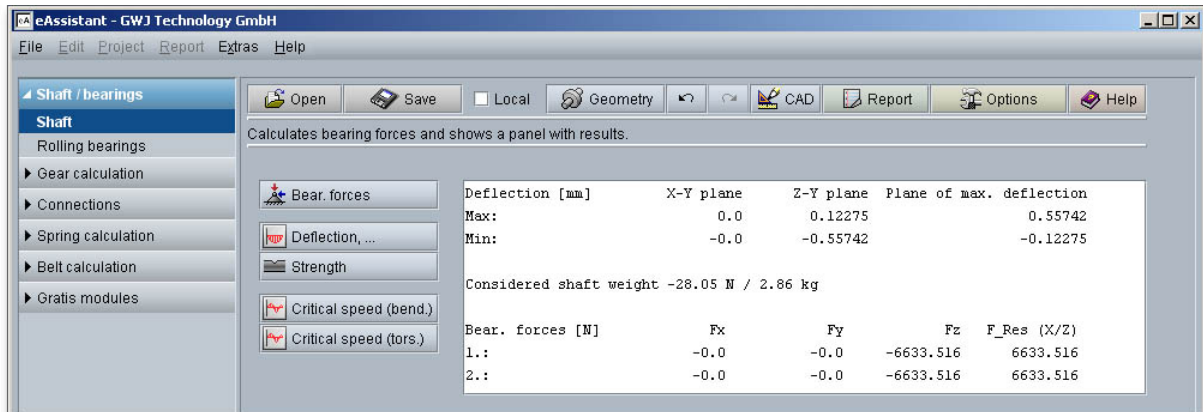 eAssistant - GWJ Technology GmbH
File Edit Project Report Extras Help
Shaft / bearings
Shaft
Rolling bearings
Gear calculation
Connections
Spring calculation
Belt calculation
Gratis modules
Open Save Local Geometry CAD Report Options Help
Calculates bearing forces and shows a panel with results.
Bear. forces
Deflection, ...
Strength
Critical speed (bend.)
Critical speed (tors.)
Deflection [mm] X-Y plane Z-Y plane Plane of max. deflection
Max: 0.0 0.12275 0.55742
Min: -0.0 -0.55742 -0.12275
Considered shaft weight -28.05 N / 2.86 kg
Bear. forces [N] Fx Fy Fz F_Res (X/Z)
1.: -0.0 -0.0 -6633.516 6633.516
2.: -0.0 -0.0 -6633.516 6633.516